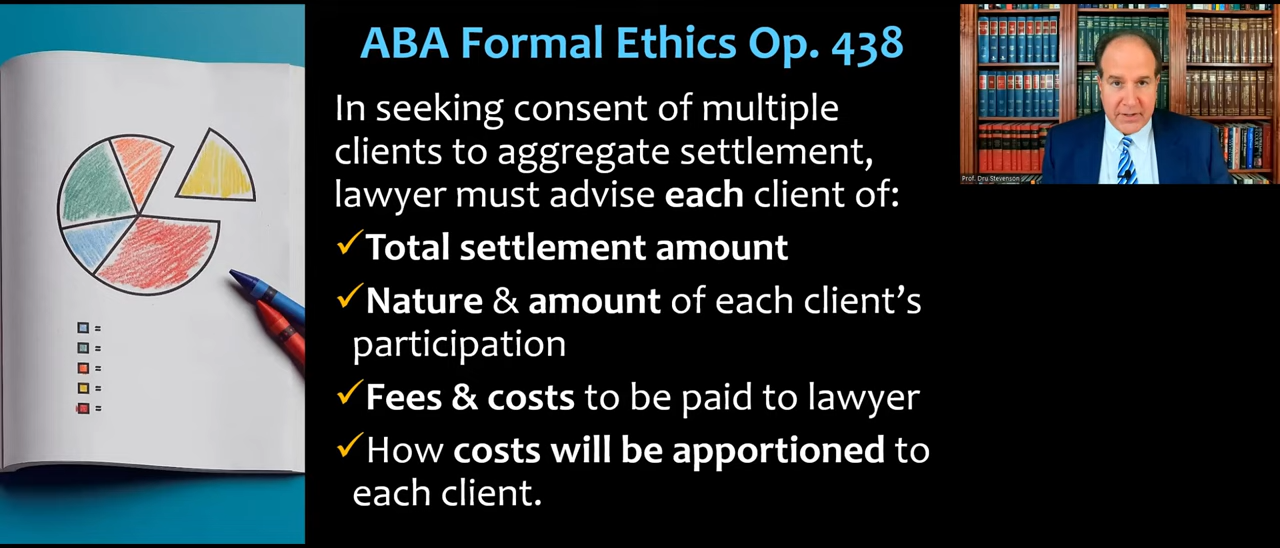 ABA Formal Ethics Op. 438
In seeking consent of multiple
clients to aggregate settlement,
lawyer must advise each client of:
✓Total settlement amount
✓Nature & amount of each client’s
participation
✓Fees & costs to be paid to lawyer
✓How costs will be apportioned to
each client.
=
=
=
=
=
Prof. Dru Stevenson